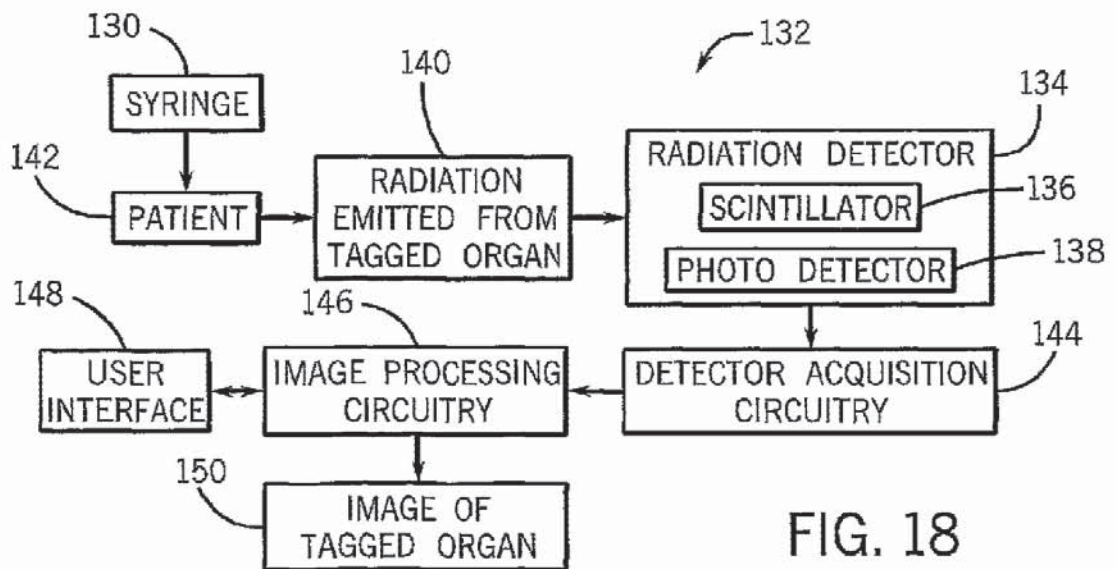 130
SYRINGE
142
PATIENT
140
RADIATION
EMITTED FROM
TAGGED ORGAN
132
134
RADIATION DETECTOR
SCINTILLATOR
136
PHOTO DETECTOR
138
148
USER
INTERFACE
146
IMAGE PROCESSING
CIRCUITRY
DETECTOR ACQUISITION
CIRCUITRY
144
150
IMAGE OF
TAGGED ORGAN
FIG. 18